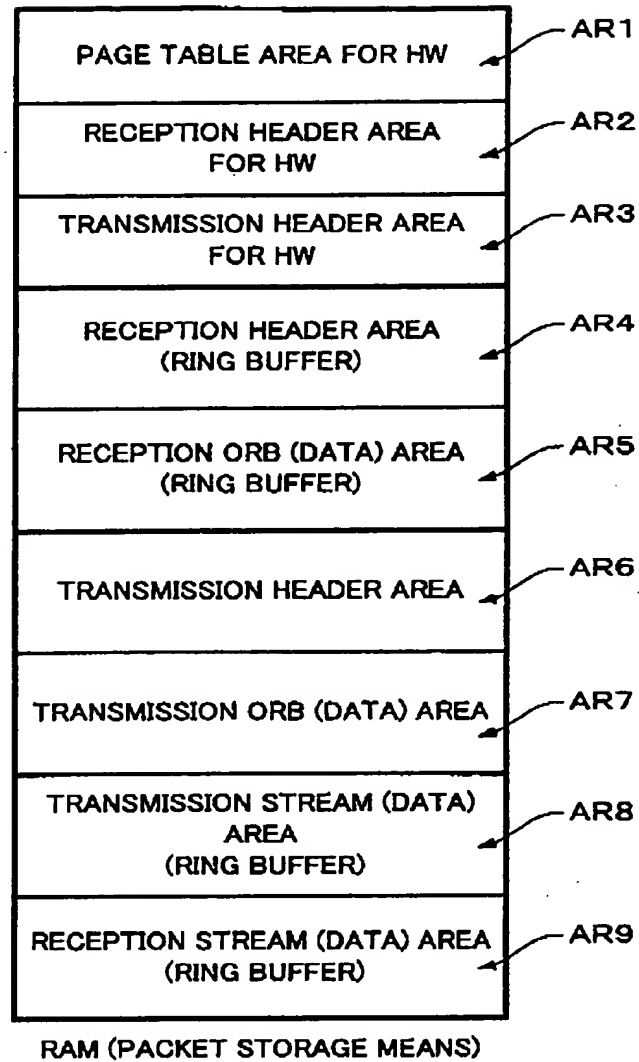 PAGE TABLE AREA FOR HW
AR1
RECEPTION HEADER AREA
FOR HW
AR2
TRANSMISSION HEADER AREA
FOR HW
AR3
RECEPTION HEADER AREA
(RING BUFFER)
AR4
RECEPTION ORB (DATA) AREA
(RING BUFFER)
AR5
TRANSMISSION HEADER AREA
AR6
TRANSMISSION ORB (DATA) AREA
AR7
TRANSMISSION STREAM (DATA)
AREA
(RING BUFFER)
AR8
RECEPTION STREAM (DATA) AREA
(RING BUFFER)
AR9
RAM (PACKET STORAGE MEANS)